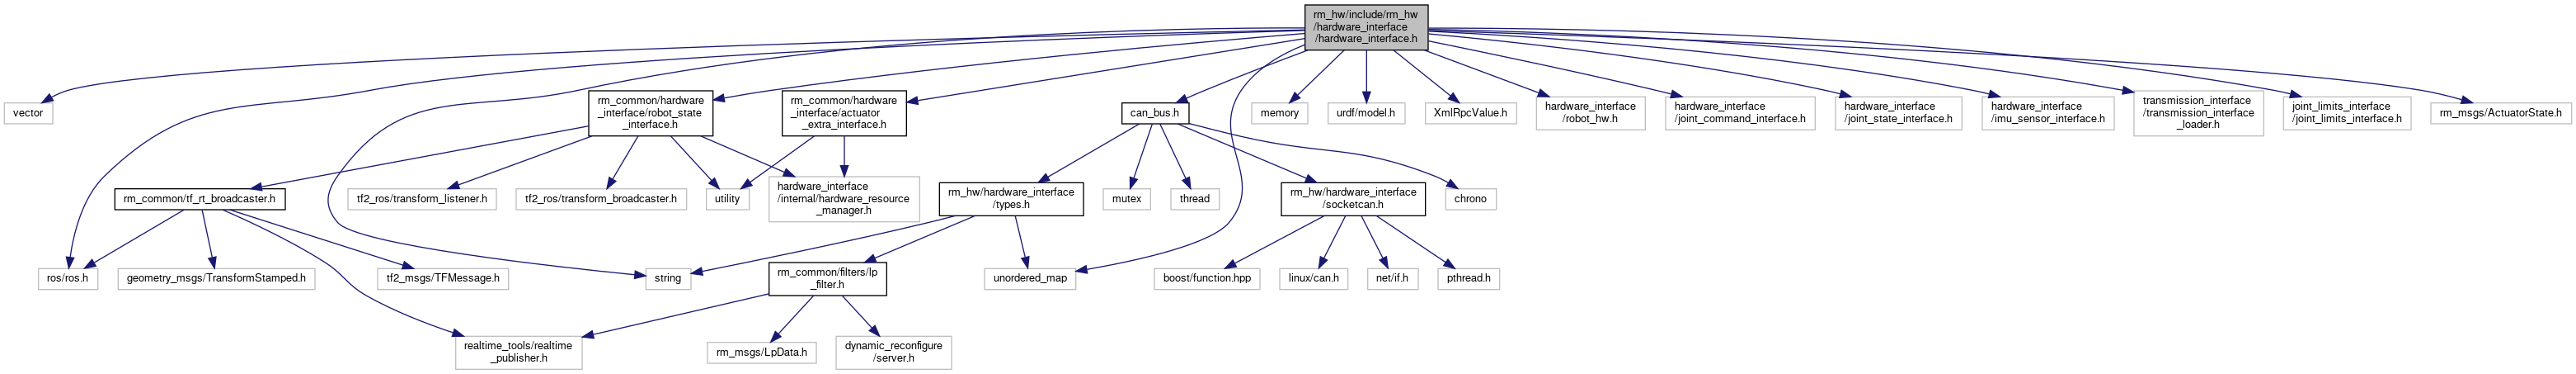 rm_hw/include/rm_hw
/hardware_interface
/hardware_interface.h
vector
rm_common/hardware
_interface/robot_state
_interface.h
rm_common/hardware
_interface/actuator
_extra_interface.h
can_bus.h
memory
urdf/model.h
XmlRpcValue.h
hardware_interface
/robot_hw.h
hardware_interface
/joint_command_interface.h
hardware_interface
/joint_state_interface.h
hardware_interface
/imu_sensor_interface.h
transmission_interface
/transmission_interface
_loader.h
joint_limits_interface
/joint_limits_interface.h
rm_msgs/ActuatorState.h
rm_common/tf_rt_broadcaster.h
tf2_ros/transform_listener.h
tf2_ros/transform_broadcaster.h
utility
hardware_interface
/internal/hardware_resource
_manager.h
rm_hw/hardware_interface
/types.h
mutex
thread
rm_hw/hardware_interface
/socketcan.h
chrono
ros/ros.h
geometry_msgs/TransformStamped.h
tf2_msgs/TFMessage.h
string
rm_common/filters/lp
_filter.h
unordered_map
boost/function.hpp
linux/can.h
net/if.h
pthread.h
realtime_tools/realtime
_publisher.h
rm_msgs/LpData.h
dynamic_reconfigure
/server.h